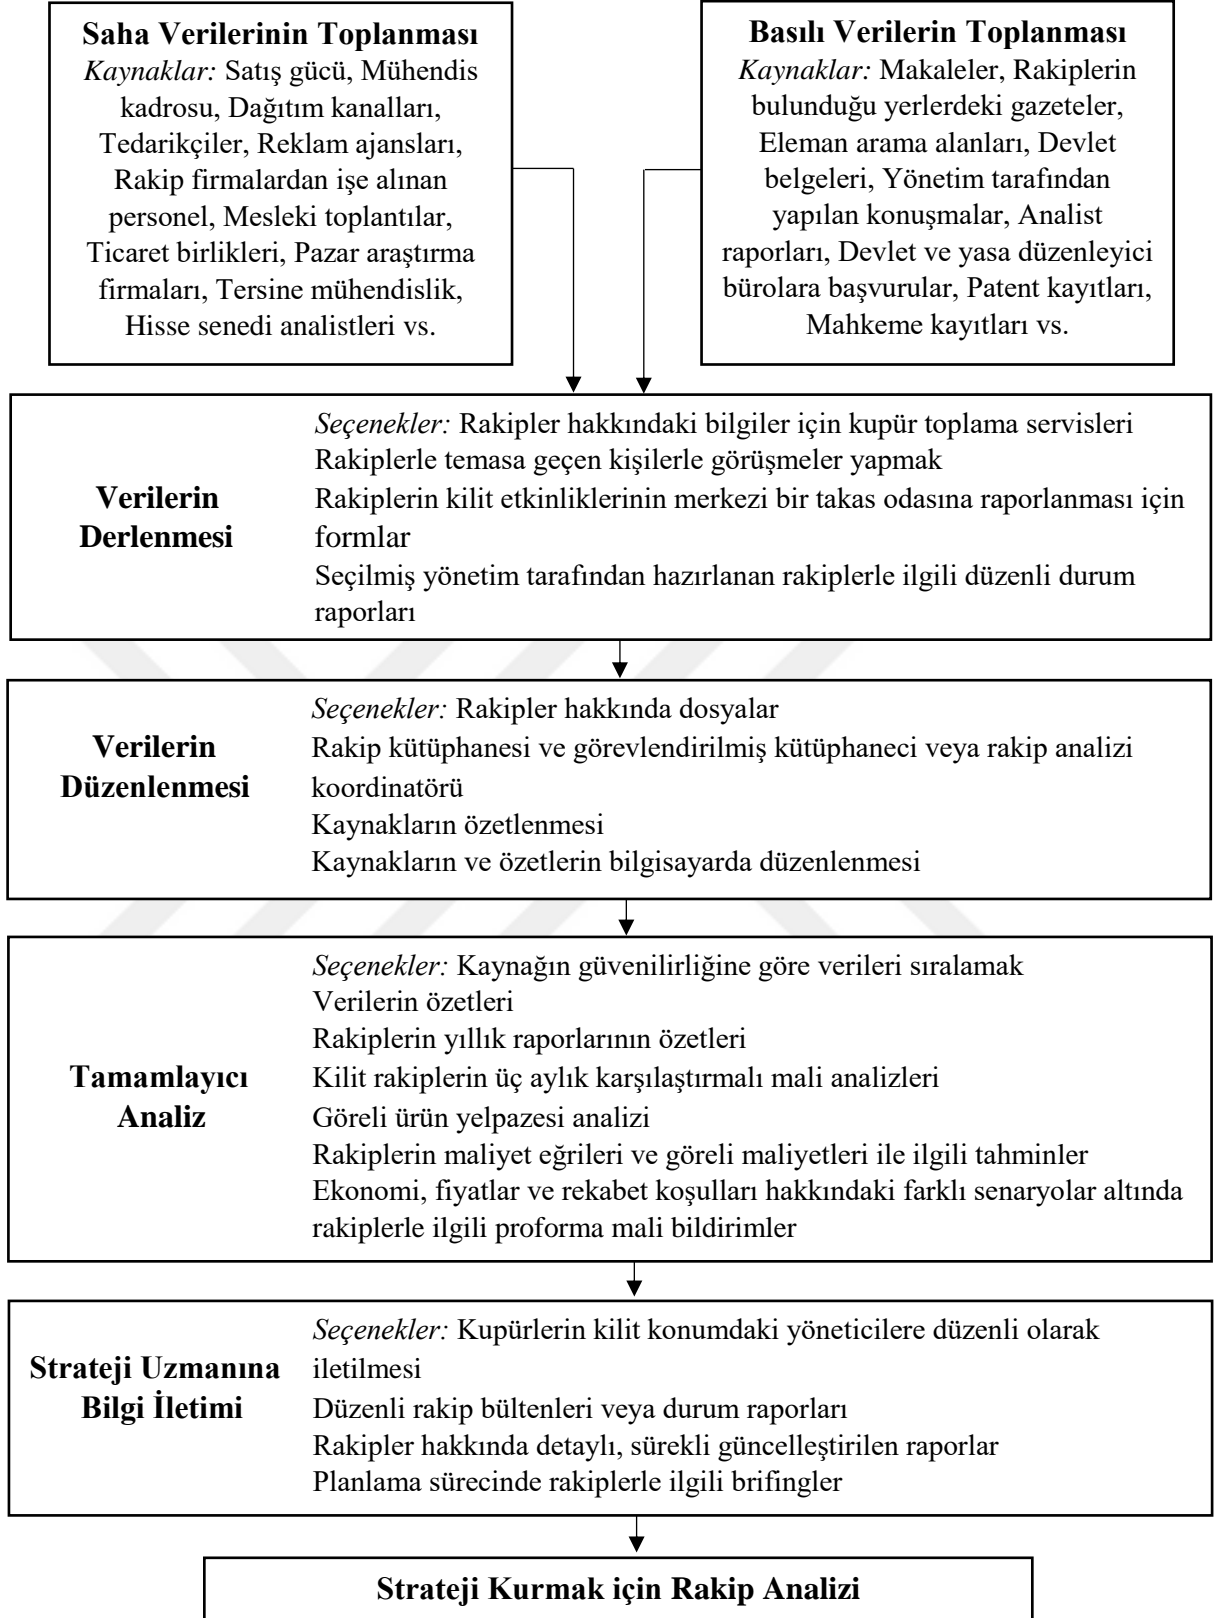 Saha Verilerinin Toplanması
Kaynaklar: Satış gücü, Mühendis
kadrosu, Dağıtım kanalları,
Tedarikçiler, Reklam ajansları,
Rakip firmalardan işe alınan
personel, Mesleki toplantılar,
Ticaret birlikleri, Pazar araştırma
firmaları, Tersine mühendislik,
Hisse senedi analistleri vs.
Basılı Verilerin Toplanması
Kaynaklar: Makaleler, Rakiplerin
bulunduğu yerlerdeki gazeteler,
Eleman arama alanları, Devlet
belgeleri, Yönetim tarafından
yapılan konuşmalar, Analist
raporları, Devlet ve yasa düzenleyici
bürolara başvurular, Patent kayıtları,
Mahkeme kayıtları vs.
Verilerin
Derlenmesi
Seçenekler: Rakipler hakkındaki bilgiler için kupür toplama servisleri
Rakiplerle temasa geçen kişilerle görüşmeler yapmak
Rakiplerin kilit etkinliklerinin merkezi bir takas odasına raporlanması için
formlar
Seçilmiş yönetim tarafından hazırlanan rakiplerle ilgili düzenli durum
raporları
Verilerin
Düzenlenmesi
Seçenekler: Rakipler hakkında dosyalar
Rakip kütüphanesi ve görevlendirilmiş kütüphaneci veya rakip analizi
koordinatörü
Kaynakların özetlenmesi
Kaynakların ve özetlerin bilgisayarda düzenlenmesi
Tamamlayıcı
Analiz
Seçenekler: Kaynağın güvenilirliğine göre verileri sıralamak
Verilerin özetleri
Rakiplerin yıllık raporlarının özetleri
Kilit rakiplerin üç aylık karşılaştırmalı mali analizleri
Göreli ürün yelpazesi analizi
Rakiplerin maliyet eğrileri ve göreli maliyetleri ile ilgili tahminler
Ekonomi, fiyatlar ve rekabet koşulları hakkındaki farklı senaryolar altında
rakiplerle ilgili proforma mali bildirimler
Strateji Uzmanına
Bilgi İletimi
Seçenekler: Kupürlerin kilit konumdaki yöneticilere düzenli olarak
iletilmesi
Düzenli rakip bültenleri veya durum raporları
Rakipler hakkında detaylı, sürekli güncelleştirilen raporlar
Planlama sürecinde rakiplerle ilgili brifingler
Strateji Kurmak için Rakip Analizi